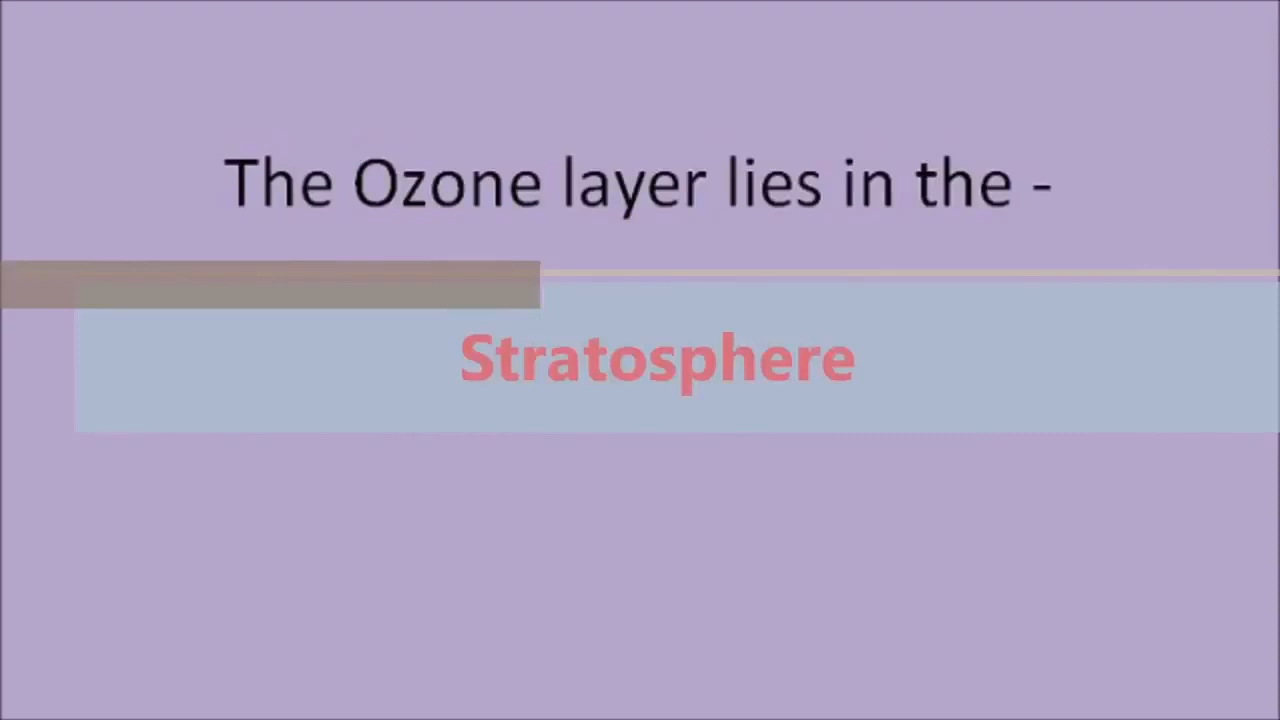 The Ozone layer lies in the -
Stratosphere